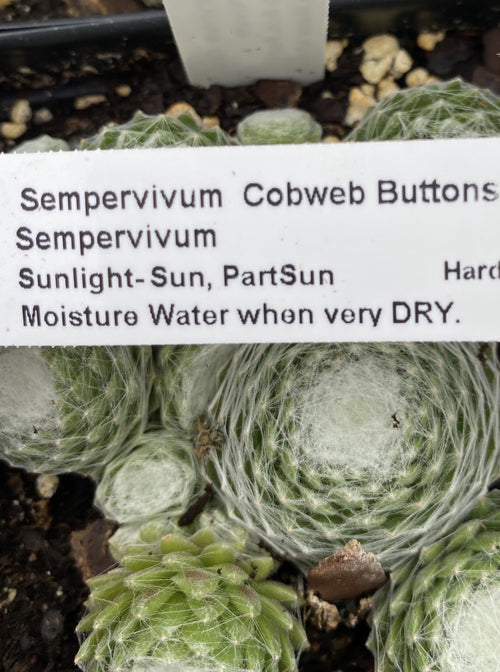 Sempervivum Cobweb Buttons
Sempervivum
Sunlight- Sun, PartSun Hard
Moisture Water when very DRY.